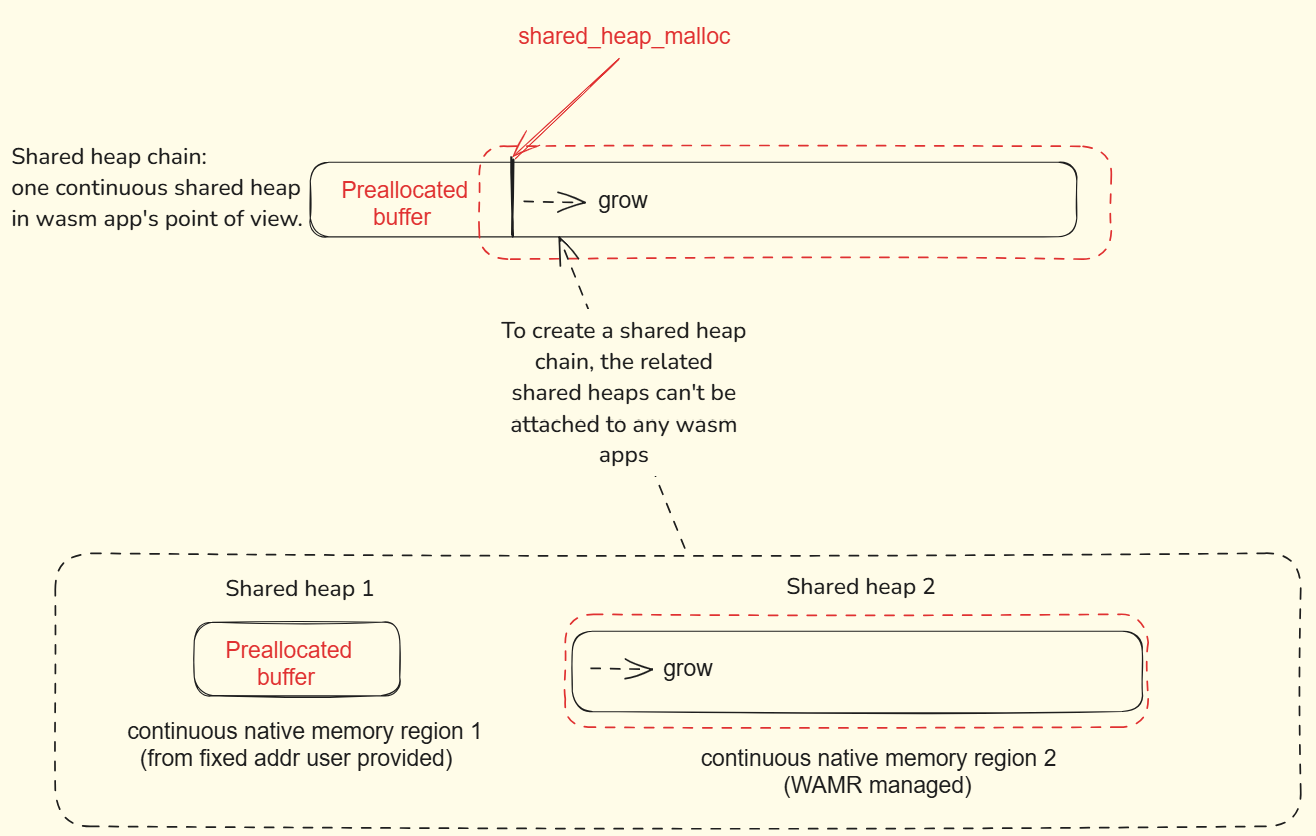 shared_heap_malloc
Shared heap chain:
one continuous shared heap
in wasm app's point of view.
Preallocated
buffer
grow
To create a shared heap
chain, the related
shared heaps can't be
attached to any wasm
apps
Shared heap 1
Shared heap 2
Preallocated
buffer
grow
continuous native memory region 1
(from fixed addr user provided)
continuous native memory region 2
(WAMR managed)